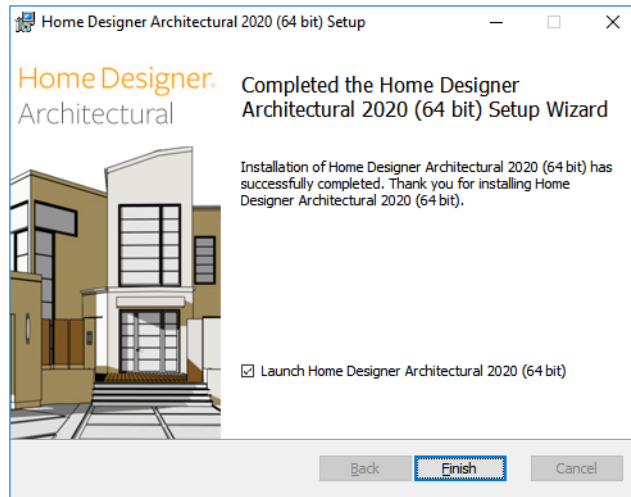 Home Designer Architectural 2020 (64 bit) Setup
Home Designer®
Architectural
Completed the Home Designer
Architectural 2020 (64 bit) Setup Wizard
Installation of Home Designer Architectural 2020 (64 bit) has
successfully completed. Thank you for installing Home
Designer Architectural 2020 (64 bit).
Launch Home Designer Architectural 2020 (64 bit)
Back
Finish
Cancel